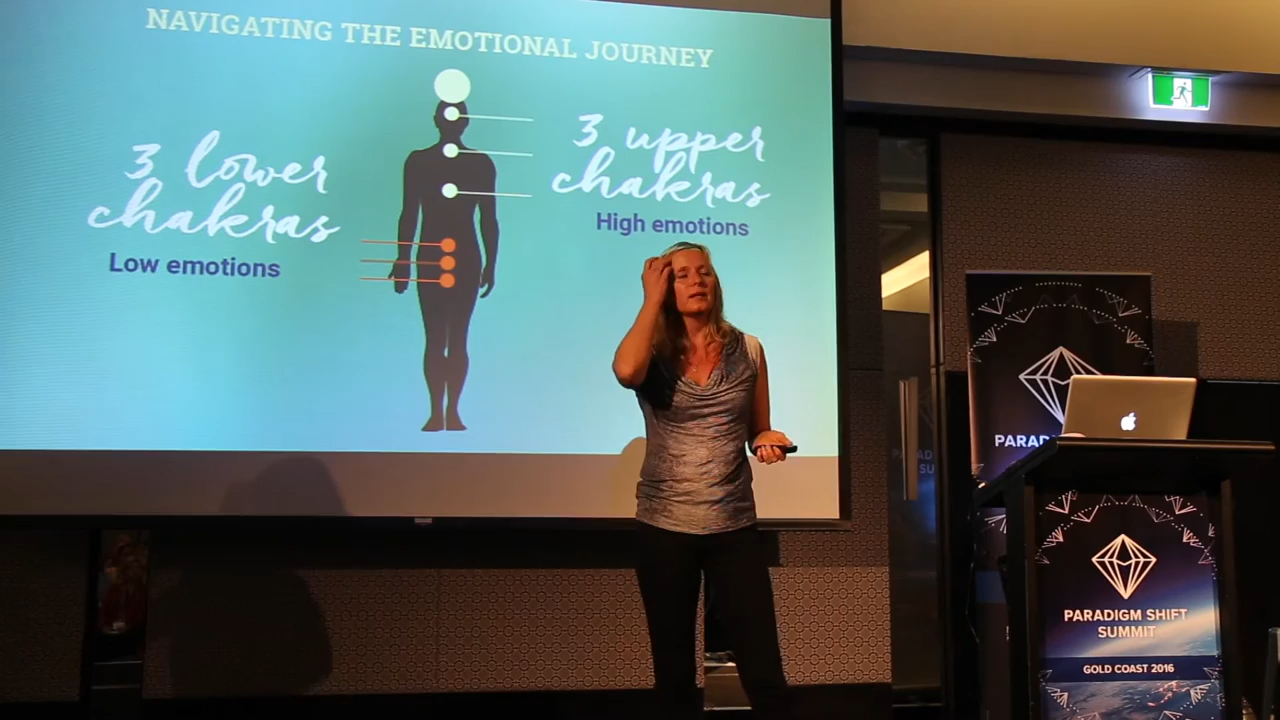 NAVIGATING THE EMOTIONAL JOURNEY
3 lower
chakras
Low emotions
3 upper
chakras
High emotions
PARAD
PARADIGM SHIFT
SUMMIT
GOLD COAST 2016